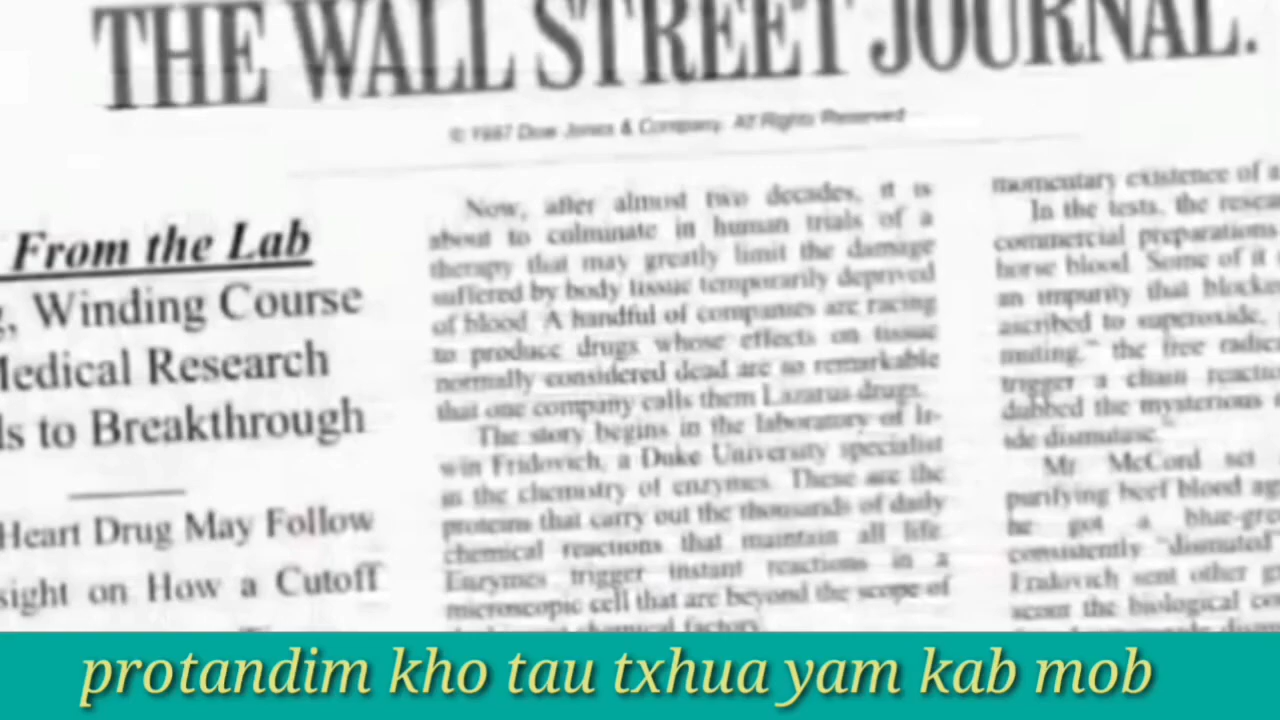 THE WALL STREET JOURNAL.
© 1987 Dow Jones & Company. All Rights Reserved
From the Lab
Winding Course
Medical Research
to Breakthrough
Heart Drug May Follow
on How a Cutoff
Now, after almost two decades, it is
about to culminate in human trials of a
therapy that may greatly limit the damage
suffered by body tissue temporarily deprived
of blood. A handful of companies are racing
to produce drugs whose effects on tissue
normally considered dead are so remarkable
that one company calls them Lazarus drugs.
The story begins in the laboratory of Ir-
win Fridovich, a Duke University specialist
in the chemistry of enzymes. These are the
proteins that carry out the thousands of daily
chemical reactions that maintain all life.
Enzymes trigger instant reactions in a
microscopic cell that are beyond the scope of
chemical factory.
momentary existence of a
In the tests, the
commercial preparations
horse blood. Some of it
an impurity that
ascribed to superoxide,
the free
trigger a chain
dubbed the mysterious
ide dismutase."
Mr. McCord set
purifying beef blood
he got a
consistently "dismuted"
Fridovich sent other
scour the biological
protandim kho tau txhua yam kab mob